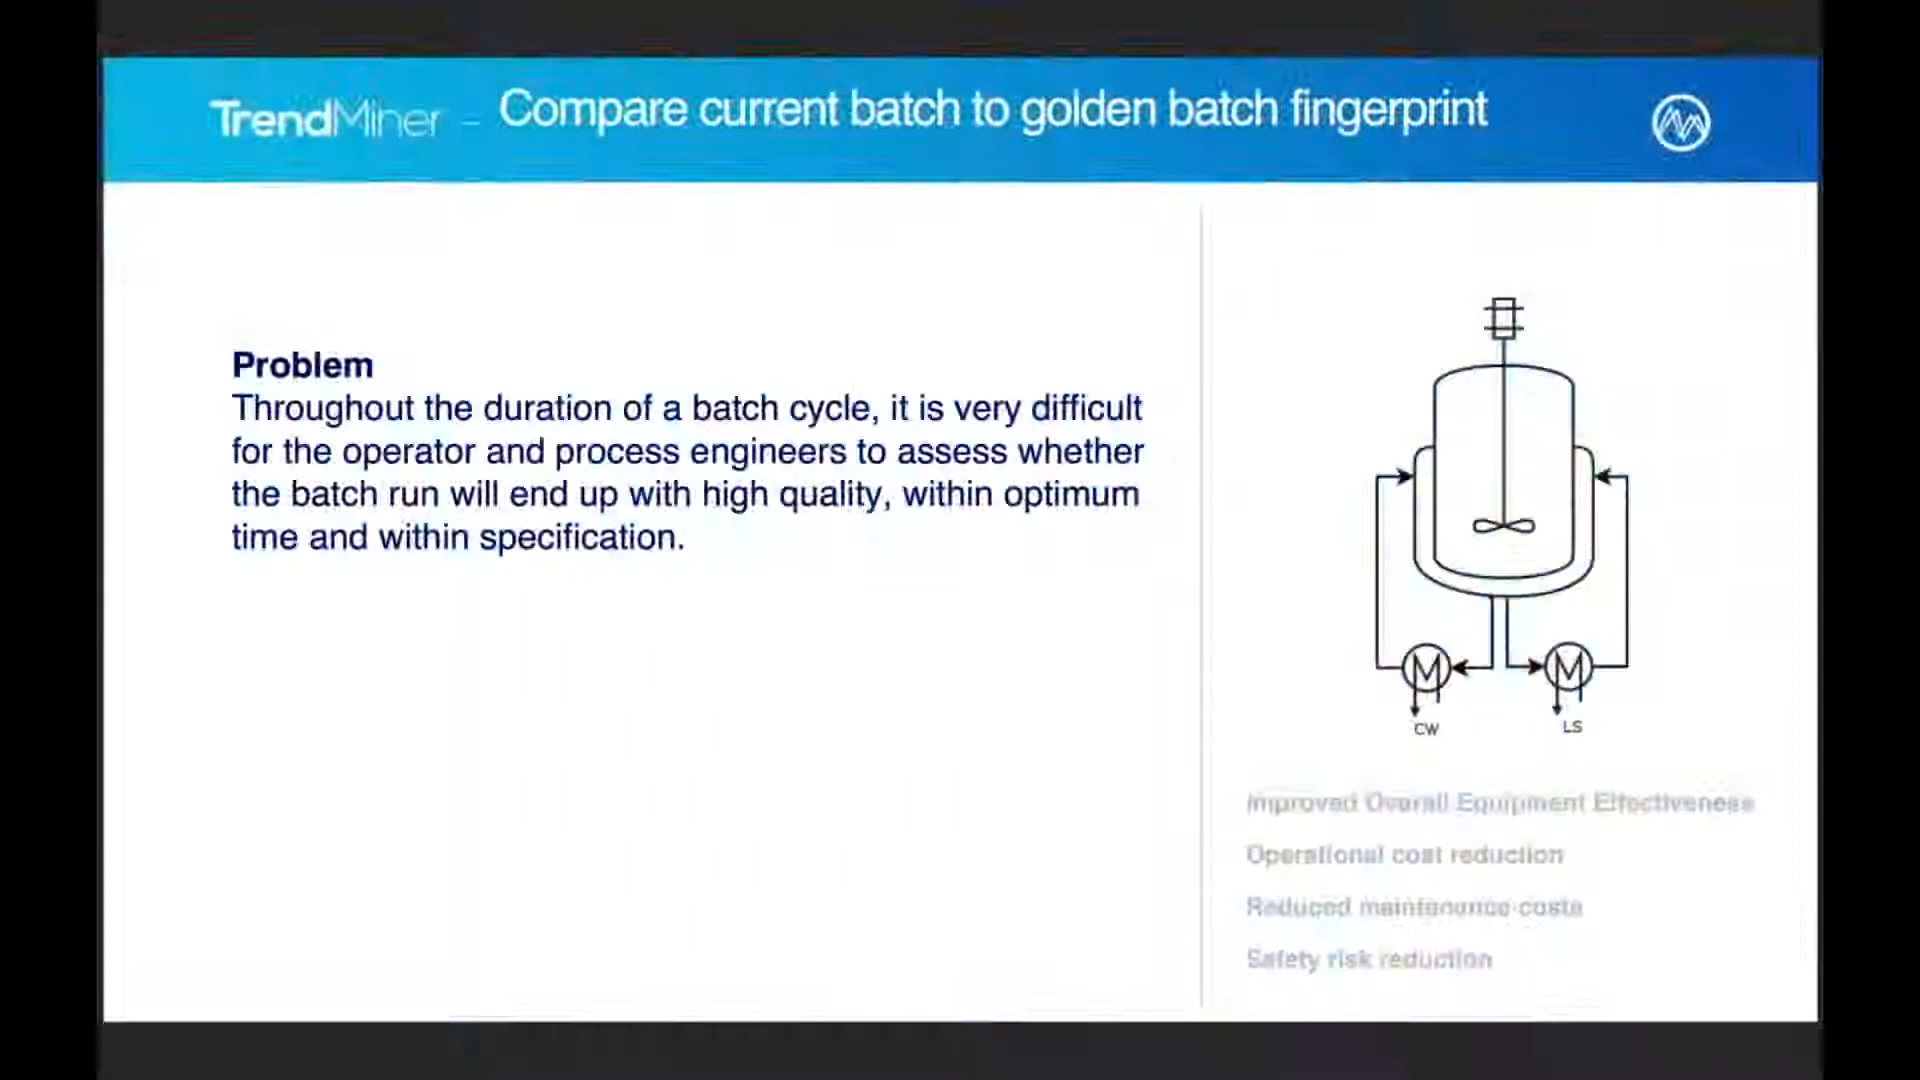 TrendMiner – Compare current batch to golden batch fingerprint
Problem
Throughout the duration of a batch cycle, it is very difficult
for the operator and process engineers to assess whether
the batch run will end up with high quality, within optimum
time and within specification.
CW
LS
Improved Overall Equipment Effectiveness
Operational cost reduction
Reduced maintenance costs
Safety risk reduction